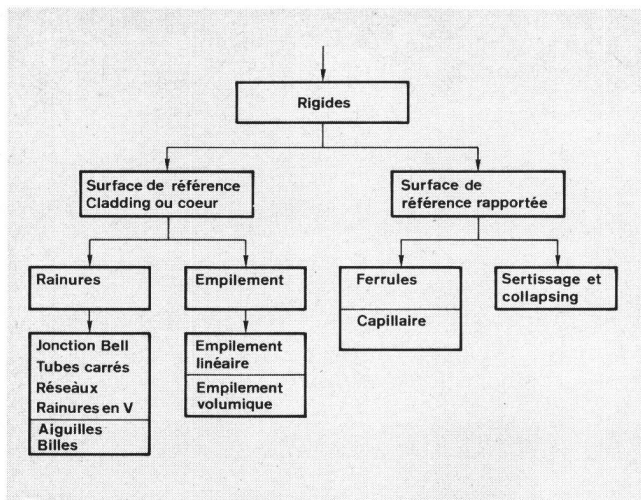 Rigides
Surface de référence
Cladding ou coeur
Surface de
référence rapportée
Rainures
Empilement
Ferrules
Capillaire
Sertissage et
collapsing
Jonction Bell
Tubes carrés
Réseàux
Rainures en V
Aiguilles
Billes
Empilement
linéaire
Empilement
volumique